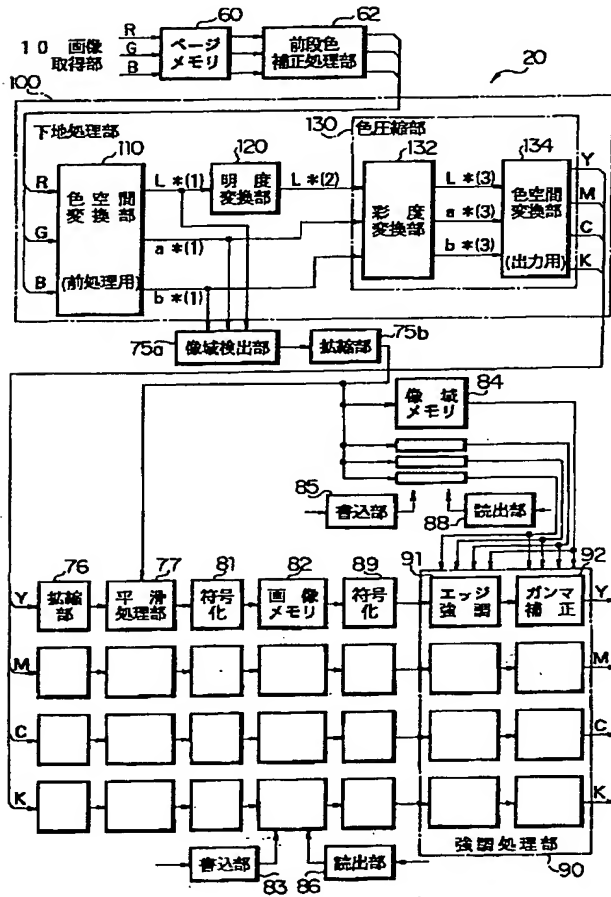 60
62
20
10 画像
取得部
R
G
B
ページ
メモリ
前段色
補正処理部
100
下地処理部
130
色圧縮部
110
120
132
134
R
G
B
色空間
変換部
(前処理用)
L *(1)
a *(1)
b *(1)
明度
変換部
L *(2)
彩度
変換部
L *(3)
a *(3)
b *(3)
色空間
変換部
(出力用)
Y
M
C
K
75a
像域検出部
75b
拡縮部
84
像域
メモリ
85
書込部
88
読出部
76
77
81
82
89
91
92
Y
拡縮
部
平滑
処理部
符号
化
画像
メモリ
符号
化
エッジ
強調
ガンマ
補正
Y
M
M
C
C
K
K
強調処理部
書込部
83
86
読出部
90